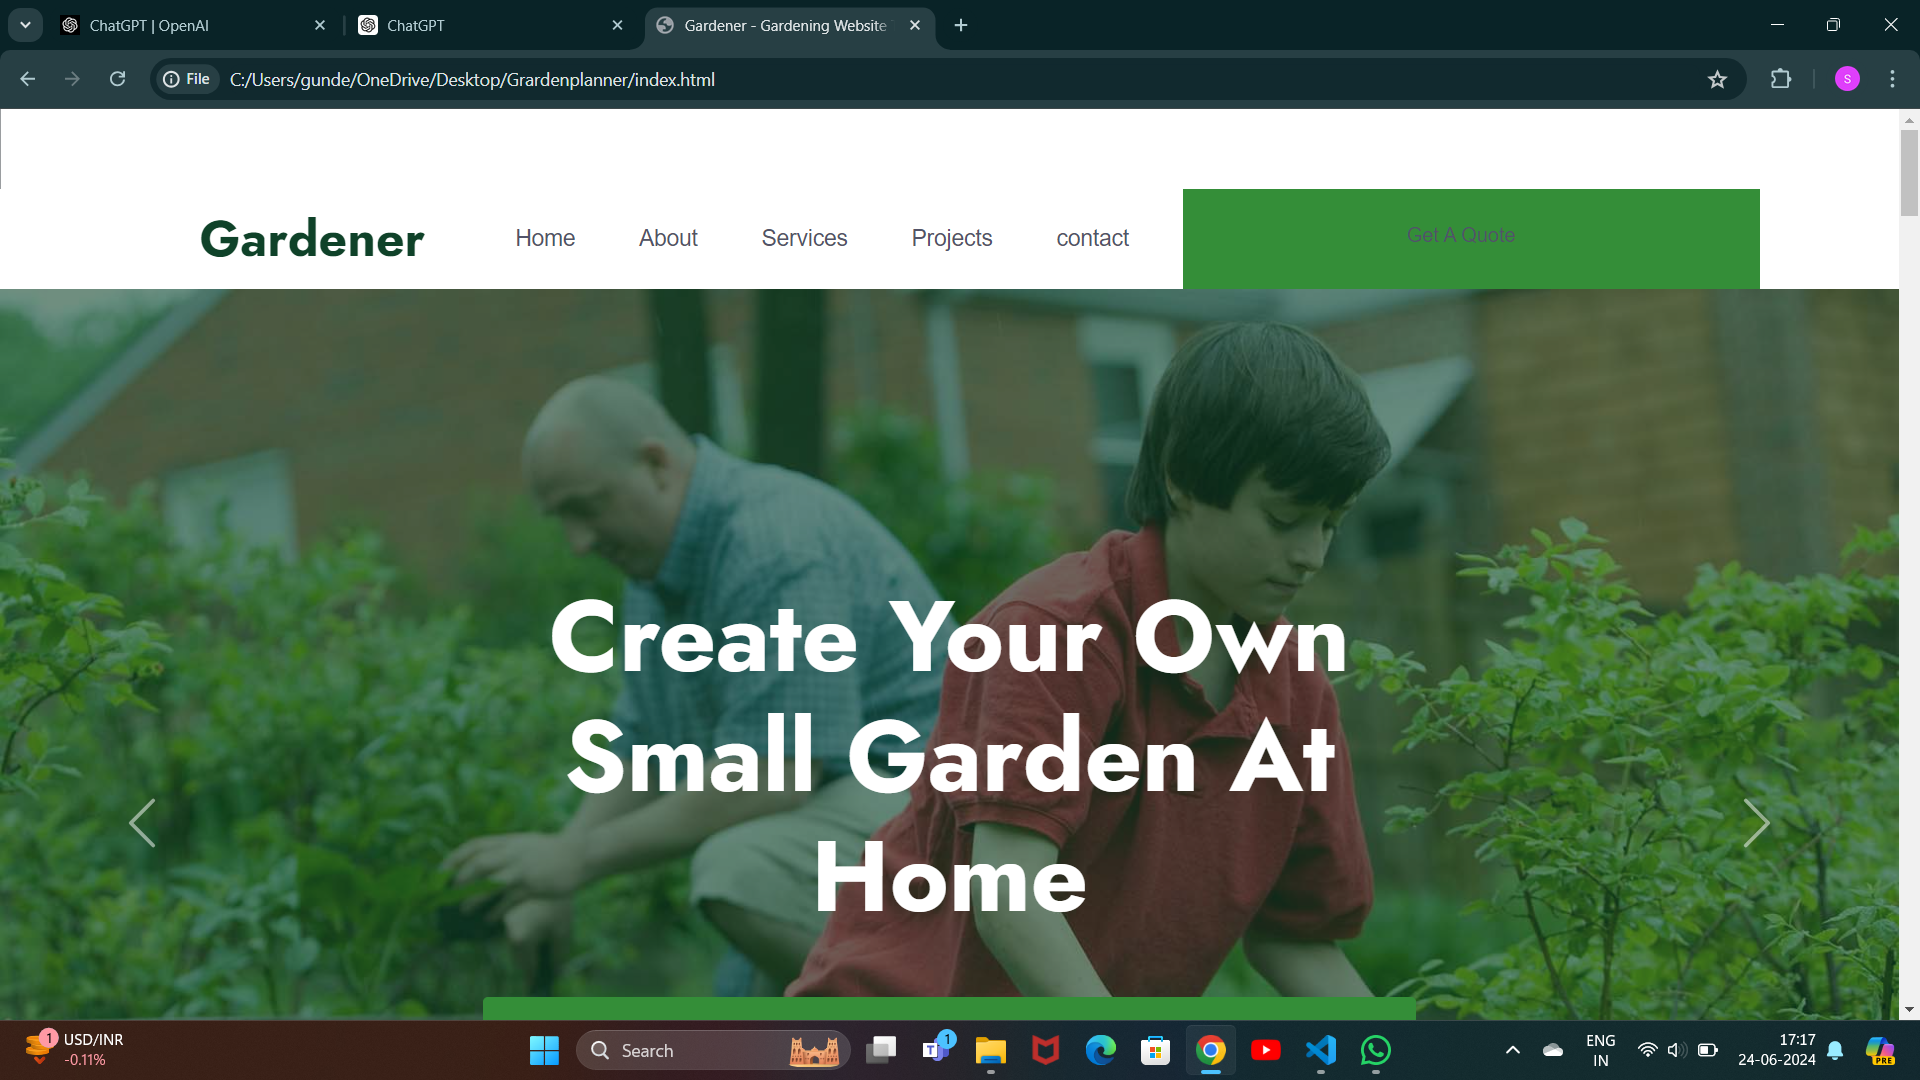 ChatGPT | OpenAI
ChatGPT
Gardener - Gardening Website
File
C:/Users/gunde/OneDrive/Desktop/Grardenplanner/index.html
S
Gardener
Home
About
Services
Projects
contact
Get A Quote
Create Your Own
Small Garden At
Home
1
USD/INR
-0.11%
Search
T
1
ENG
IN
17:17
24-06-2024
PRE